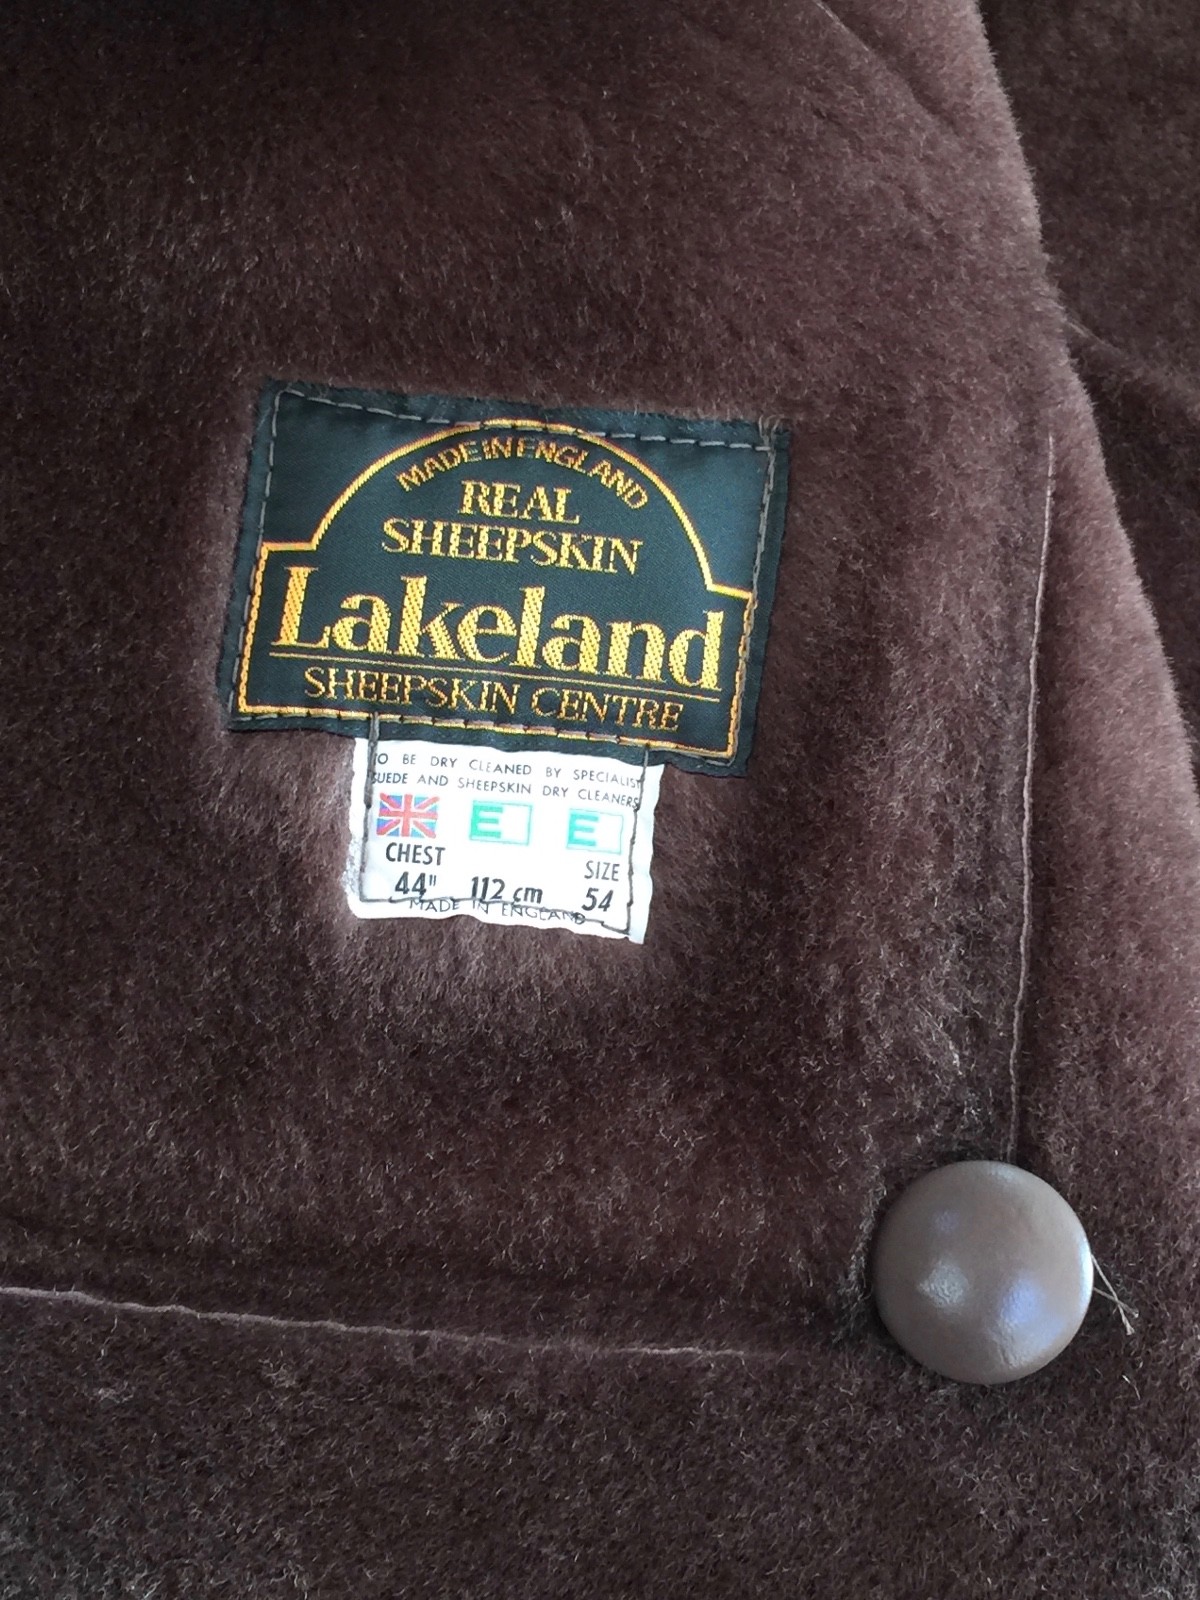 MADE IN ENGLAND
REAL
SHEEPSKIN
Lakeland
SHEEPSKIN CENTRE
TO BE DRY CLEANED BY SPECIALIST
SUEDE AND SHEEPSKIN DRY CLEANERS
E E
CHEST SIZE
44" 112 cm 54
MADE IN ENGLAND